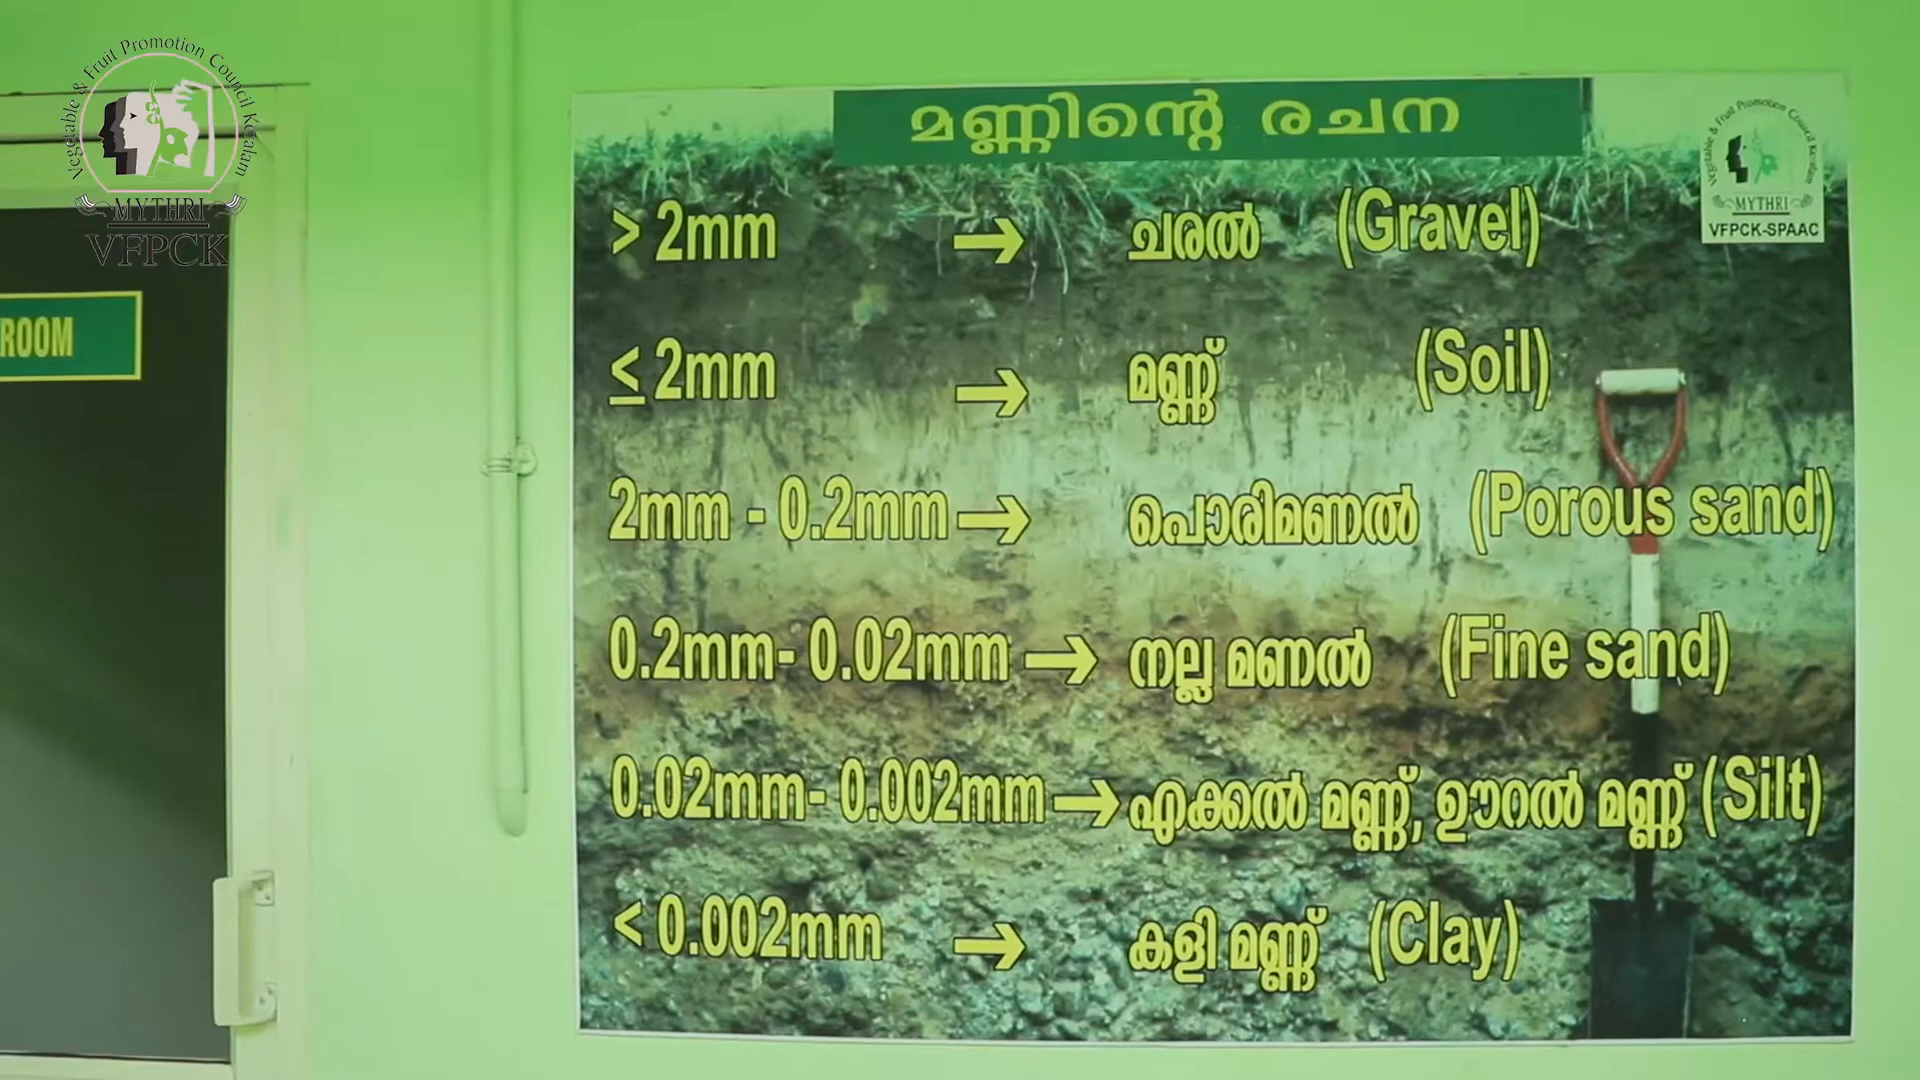 Vegetable & Fruit Promotion Council Keralam
MYTHRI
VFPCK
ROOM
മണ്ണിന്റെ രചന
Vegetable & Fruit Promotion Council Keralam
MYTHRI
VFPCK-SPAAC
> 2mm → ചരൽ (Gravel)
≤ 2mm → മണ്ണ് (Soil)
2mm - 0.2mm → പൊരിമണൽ (Porous sand)
0.2mm- 0.02mm → നല്ല മണൽ (Fine sand)
0.02mm- 0.002mm → എക്കൽ മണ്ണ്, ഊറൽ മണ്ണ് (Silt)
< 0.002mm → കളി മണ്ണ് (Clay)